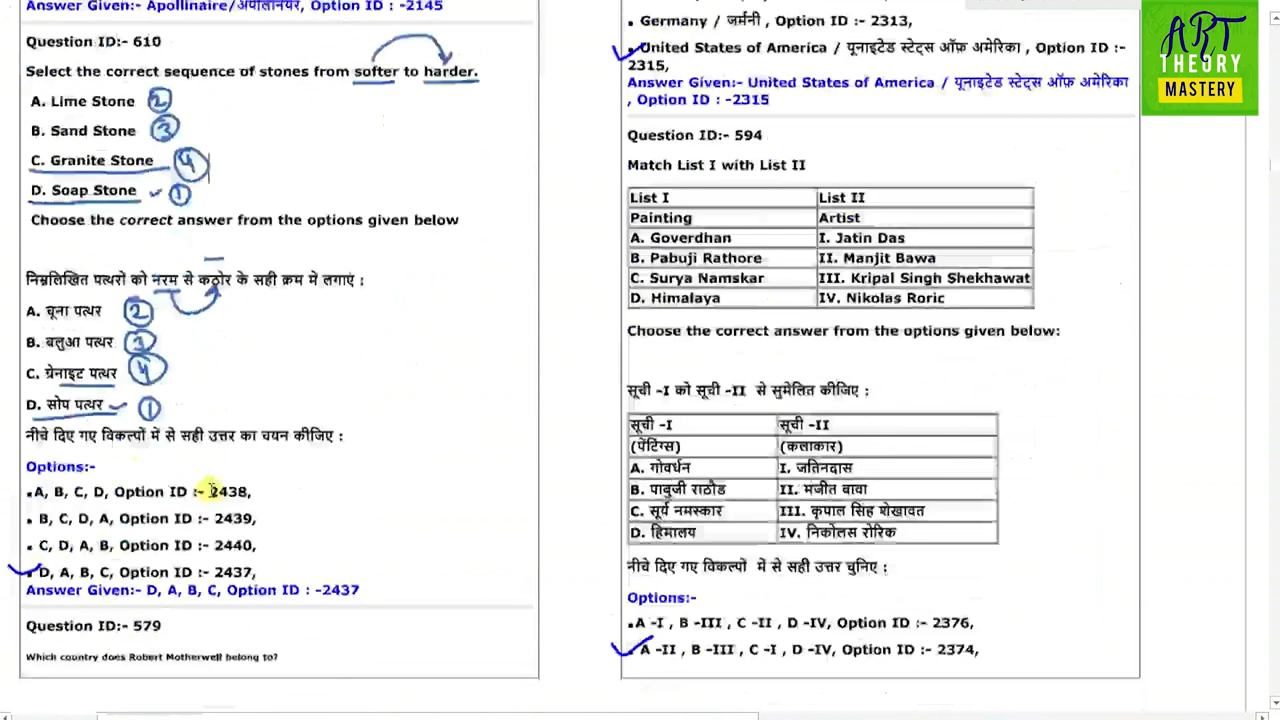 Answer Given:- Apollinaire/अपोलीनेयर, Option ID : -2145
Question ID:- 610
Select the correct sequence of stones from softer to harder.
A. Lime Stone 2
B. Sand Stone 3
C. Granite Stone 4
D. Soap Stone 1
Choose the correct answer from the options given below
निम्नलिखित पत्थरों को नरम से कठोर के सही क्रम में लगाएं :
A. चूना पत्थर 2
B. बलुआ पत्थर 3
C. ग्रेनाइट पत्थर 4
D. सोप पत्थर 1
नीचे दिए गए विकल्पों में से सही उत्तर का चयन कीजिए :
Options:-
A, B, C, D, Option ID :- 2438,
B, C, D, A, Option ID :- 2439,
C, D, A, B, Option ID :- 2440,
D, A, B, C, Option ID :- 2437,
Answer Given:- D, A, B, C, Option ID : -2437
Question ID:- 579
Which country does Robert Motherwell belong to?
Germany / जर्मनी , Option ID :- 2313,
United States of America / यूनाइटेड स्टेट्स ऑफ़ अमेरिका , Option ID :-
2315,
Answer Given:- United States of America / यूनाइटेड स्टेट्स ऑफ़ अमेरिका
, Option ID : -2315
Question ID:- 594
Match List I with List II
List I List II
Painting Artist
A. Goverdhan I. Jatin Das
B. Pabuji Rathore II. Manjit Bawa
C. Surya Namskar III. Kripal Singh Shekhawat
D. Himalaya IV. Nikolas Roric
Choose the correct answer from the options given below:
सूची -I को सूची -II से सुमेलित कीजिए :
सूची -I सूची -II
(पेंटिंग्स) (कलाकार)
A. गोवर्धन I. जतिनदास
B. पाबुजी राठौड II. मंजीत बावा
C. सूर्य नमस्कार III. कृपाल सिंह शेखावत
D. हिमालय IV. निकोलस रोरिक
नीचे दिए गए विकल्पों में से सही उत्तर चुनिए :
Options:-
A -I , B -III , C -II , D -IV, Option ID :- 2376,
A -II , B -III , C -I , D -IV, Option ID :- 2374,
ART
THEORY
MASTERY